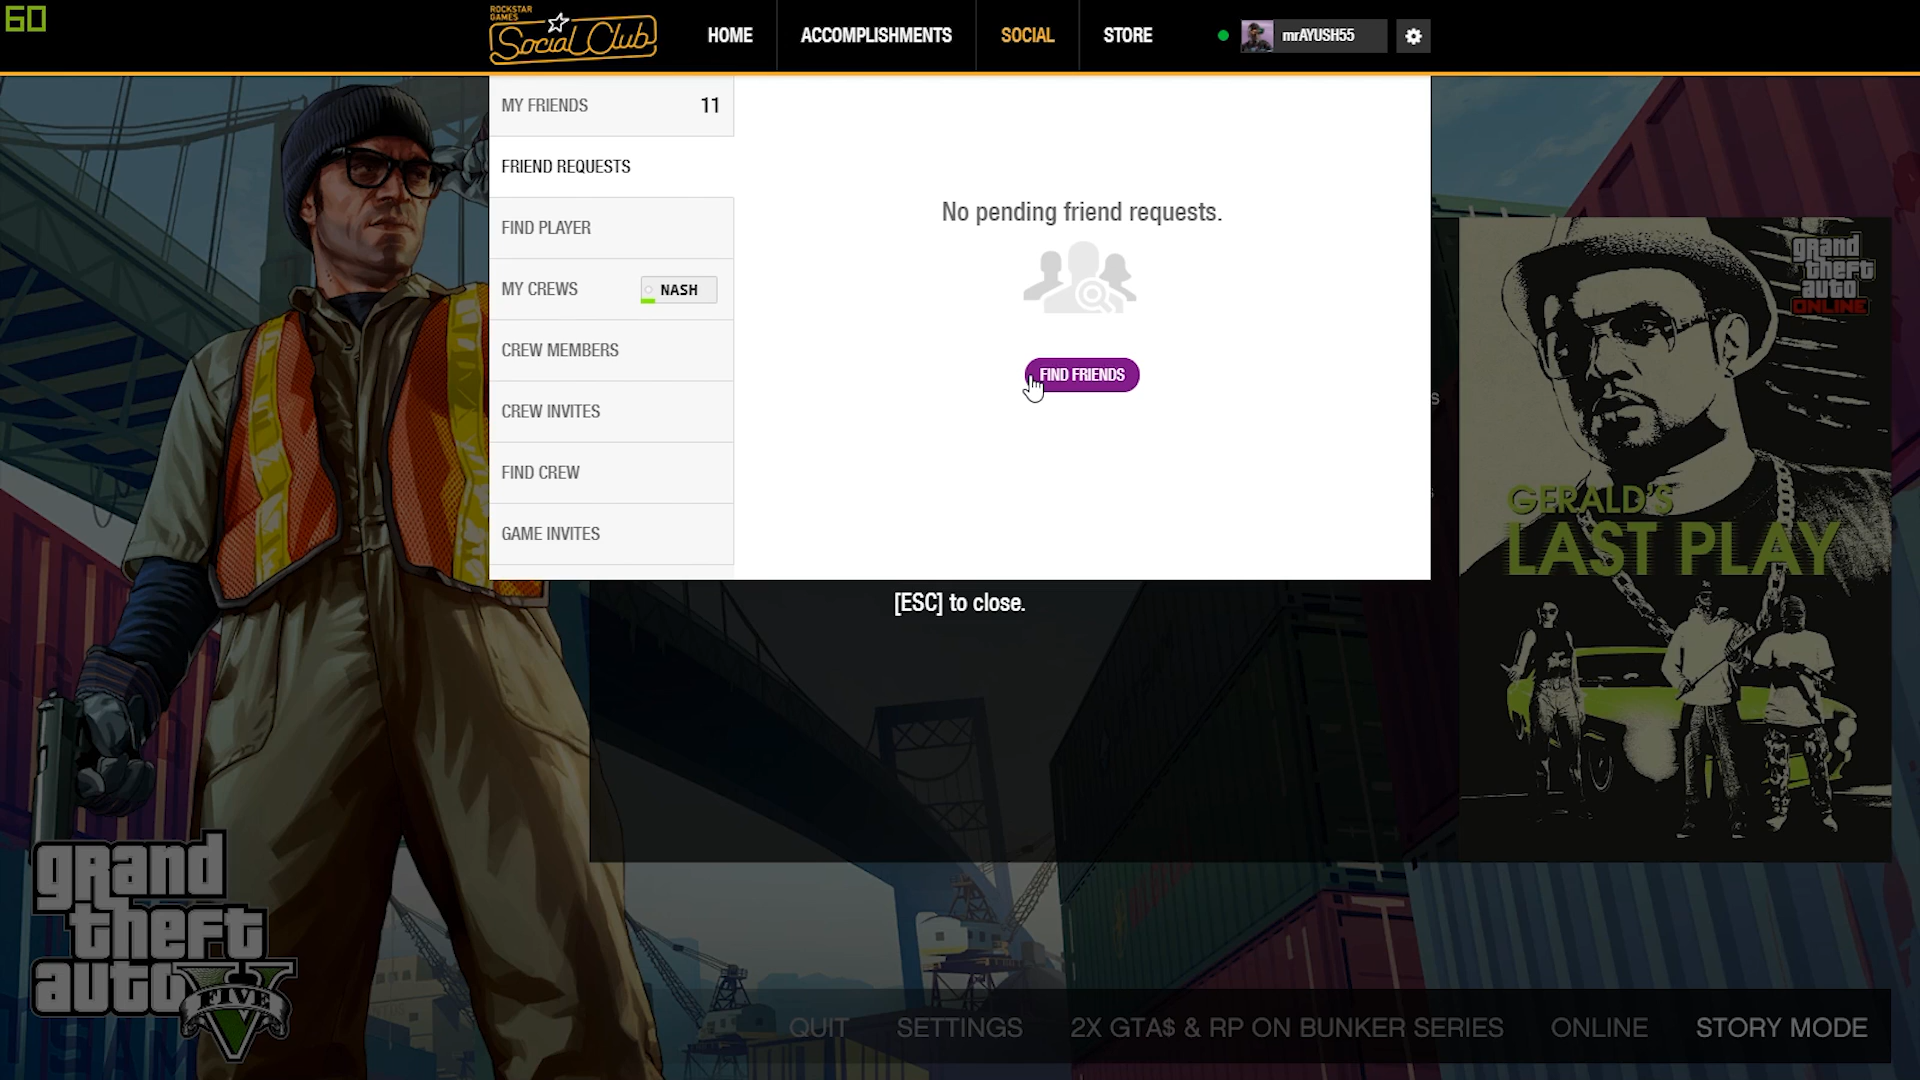 60
ROCKSTAR
GAMES
Social Club
HOME
ACCOMPLISHMENTS
SOCIAL
STORE
mrAYUSH55
MY FRIENDS 11
FRIEND REQUESTS
FIND PLAYER
MY CREWS NASH
CREW MEMBERS
CREW INVITES
FIND CREW
GAME INVITES
No pending friend requests.
FIND FRIENDS
[ESC] to close.
grand
theft
auto
ONLINE
GERALD'S
LAST PLAY
grand
theft
auto
FIVE
V
QUIT
SETTINGS
2X GTA$ & RP ON BUNKER SERIES
ONLINE
STORY MODE